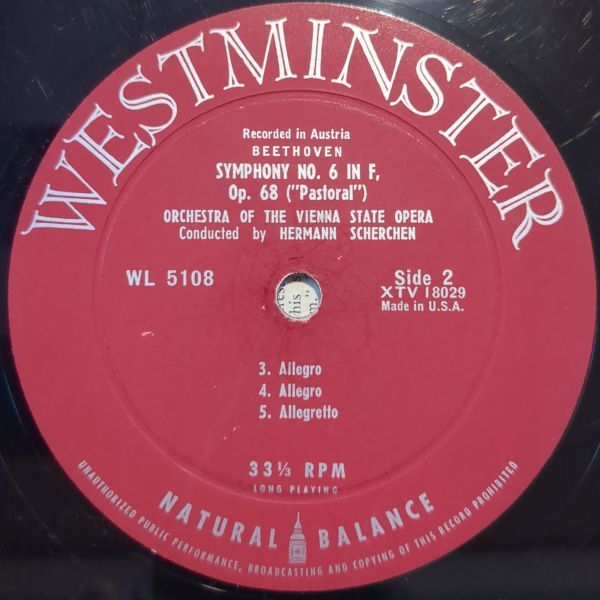 WESTMINSTER
Recorded in Austria
BEETHOVEN
SYMPHONY NO. 6 IN F,
Op. 68 ("Pastoral")
ORCHESTRA OF THE VIENNA STATE OPERA
Conducted by HERMANN SCHERCHEN
WL 5108
Side 2
XTV 18029
Made in U.S.A.
his
3. Allegro
4. Allegro
5. Allegretto
33⅓ RPM
LONG PLAYING
NATURAL BALANCE
UNAUTHORIZED PUBLIC PERFORMANCE, BROADCASTING AND COPYING OF THIS RECORD PROHIBITED